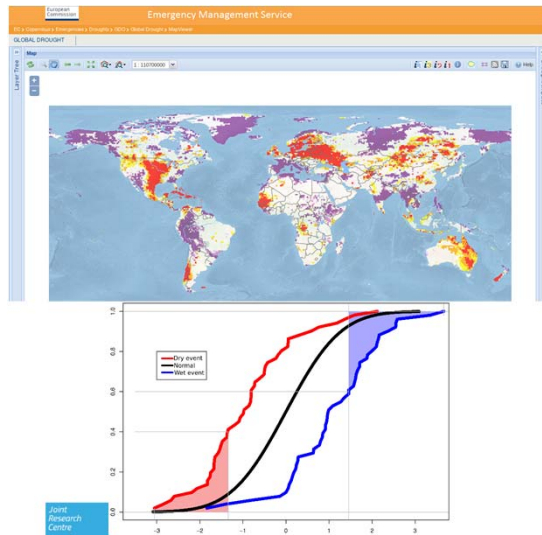 European
Commission
Emergency Management Service
GLOBAL DROUGHT
Map
1: 110700000
Help
Layer Tree
Dry event
Normal
Wet event
1.0
0.8
0.6
0.4
0.2
0.0
-3
-2
-1
0
1
2
3
Joint
Research
Centre